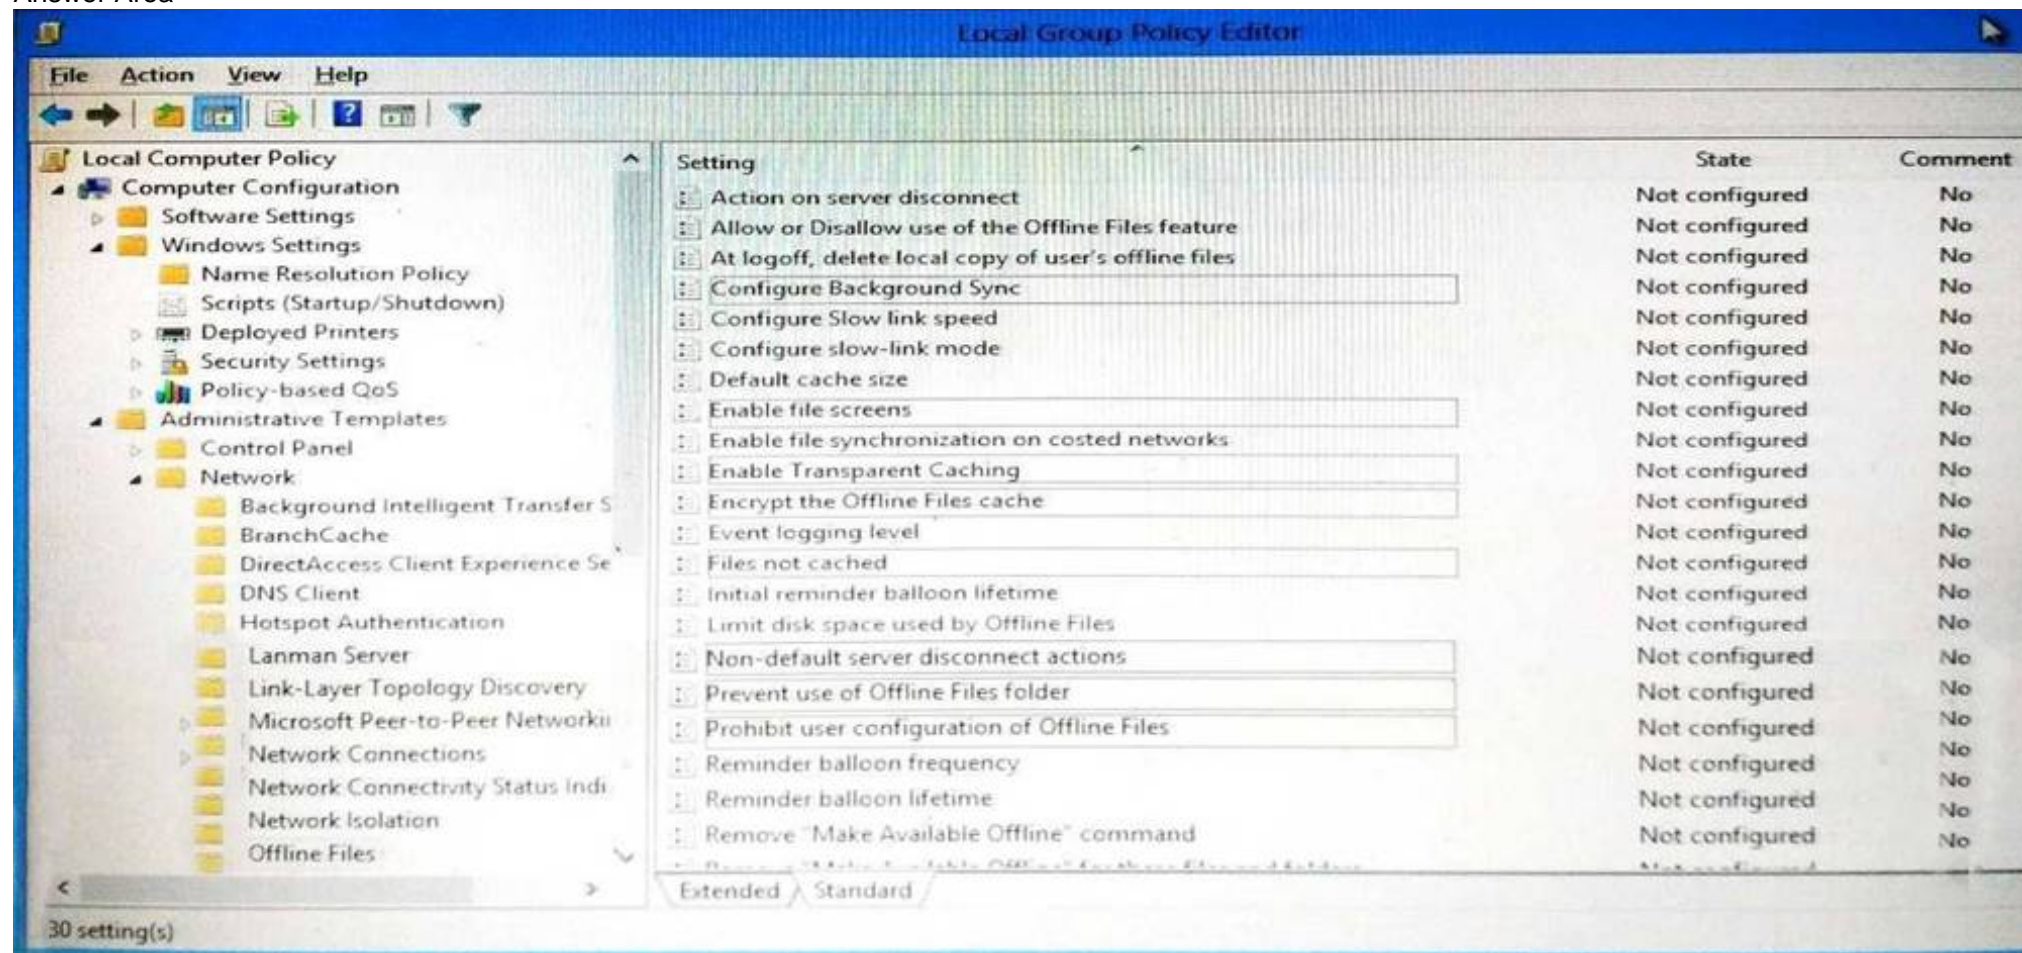 Answer Area
Local Group Policy Editor
File Action View Help
Local Computer Policy
Computer Configuration
Software Settings
Windows Settings
Name Resolution Policy
Scripts (Startup/Shutdown)
Deployed Printers
Security Settings
Policy-based QoS
Administrative Templates
Control Panel
Network
Background Intelligent Transfer S
BranchCache
DirectAccess Client Experience Se
DNS Client
Hotspot Authentication
Lanman Server
Link-Layer Topology Discovery
Microsoft Peer-to-Peer Networkin
Network Connections
Network Connectivity Status Indi
Network Isolation
Offline Files
Setting State Comment
Action on server disconnect Not configured No
Allow or Disallow use of the Offline Files feature Not configured No
At logoff, delete local copy of user's offline files Not configured No
Configure Background Sync Not configured No
Configure Slow link speed Not configured No
Configure slow-link mode Not configured No
Default cache size Not configured No
Enable file screens Not configured No
Enable file synchronization on costed networks Not configured No
Enable Transparent Caching Not configured No
Encrypt the Offline Files cache Not configured No
Event logging level Not configured No
Files not cached Not configured No
Initial reminder balloon lifetime Not configured No
Limit disk space used by Offline Files Not configured No
Non-default server disconnect actions Not configured No
Prevent use of Offline Files folder Not configured No
Prohibit user configuration of Offline Files Not configured No
Reminder balloon frequency Not configured No
Reminder balloon lifetime Not configured No
Remove "Make Available Offline" command Not configured No
Extended Standard
30 setting(s)